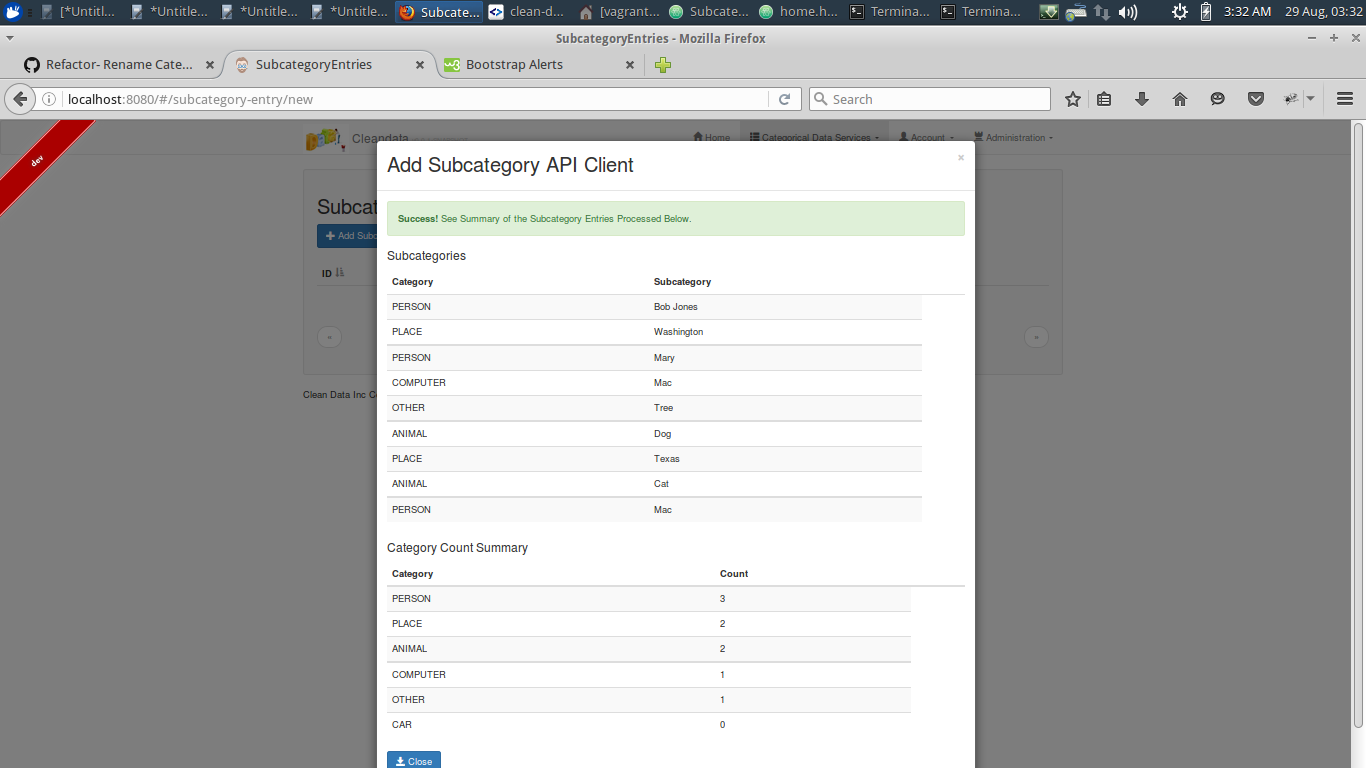 [*Untitl... *Untitle... *Untitle... *Untitle... Subcate... clean-d... [vagrant... Subcate... home.h... Termina... Termina... 3:32 AM 29 Aug, 03:32
SubcategoryEntries - Mozilla Firefox
Refactor- Rename Cate... SubcategoryEntries Bootstrap Alerts
localhost:8080/#/subcategory-entry/new Search
dev
Cleandata Home Categorical Data Services Account Administration
Add Subcategory API Client ×
Subcat
Success! See Summary of the Subcategory Entries Processed Below.
Add Subc
Subcategories
ID
Category Subcategory
PERSON Bob Jones
PLACE Washington
« »
PERSON Mary
COMPUTER Mac
Clean Data Inc C
OTHER Tree
ANIMAL Dog
PLACE Texas
ANIMAL Cat
PERSON Mac
Category Count Summary
Category Count
PERSON 3
PLACE 2
ANIMAL 2
COMPUTER 1
OTHER 1
CAR 0
Close